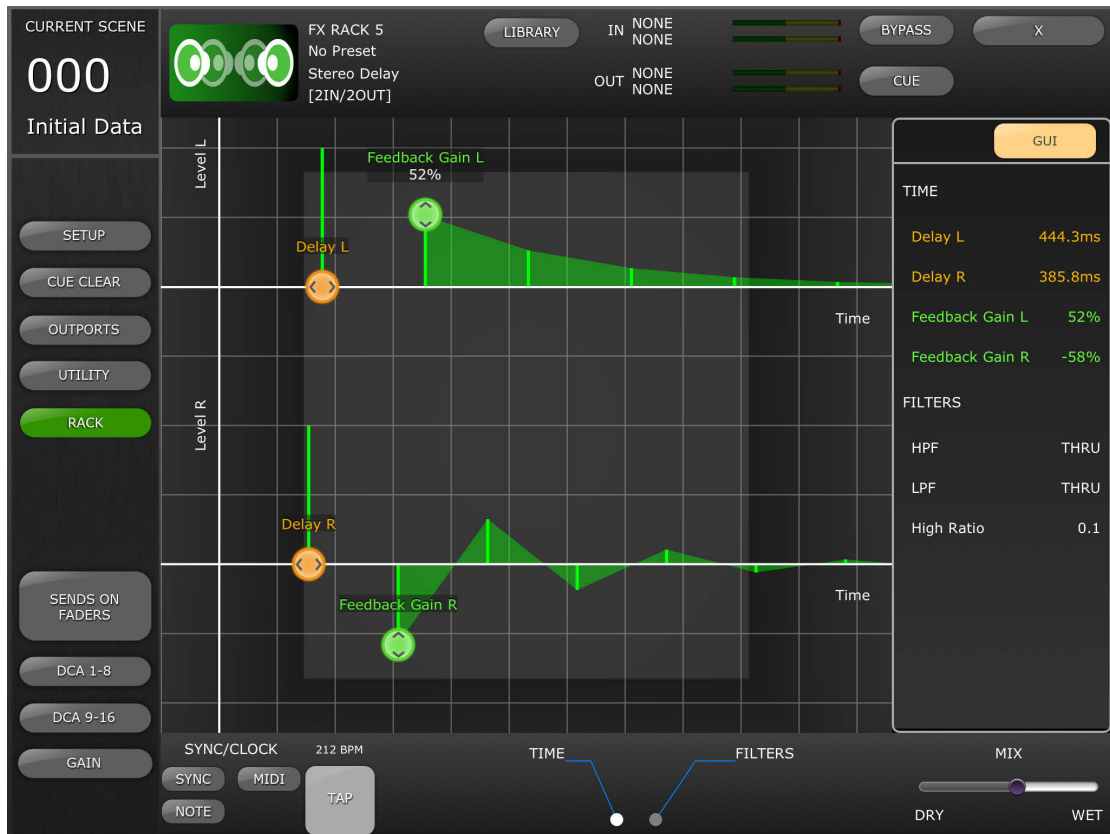 CURRENT SCENE
000
Initial Data
SETUP
CUE CLEAR
OUTPORTS
UTILITY
RACK
SENDS ON
FADERS
DCA 1-8
DCA 9-16
GAIN
FX RACK 5
No Preset
Stereo Delay
[2IN/2OUT]
LIBRARY
IN NONE
NONE
OUT NONE
NONE
BYPASS
X
CUE
Level L
Feedback Gain L
52%
Delay L
Time
Level R
Delay R
Feedback Gain R
Time
GUI
TIME
Delay L 444.3ms
Delay R 385.8ms
Feedback Gain L 52%
Feedback Gain R -58%
FILTERS
HPF THRU
LPF THRU
High Ratio 0.1
SYNC/CLOCK 212 BPM
SYNC MIDI
NOTE
TAP
TIME FILTERS
MIX
DRY WET